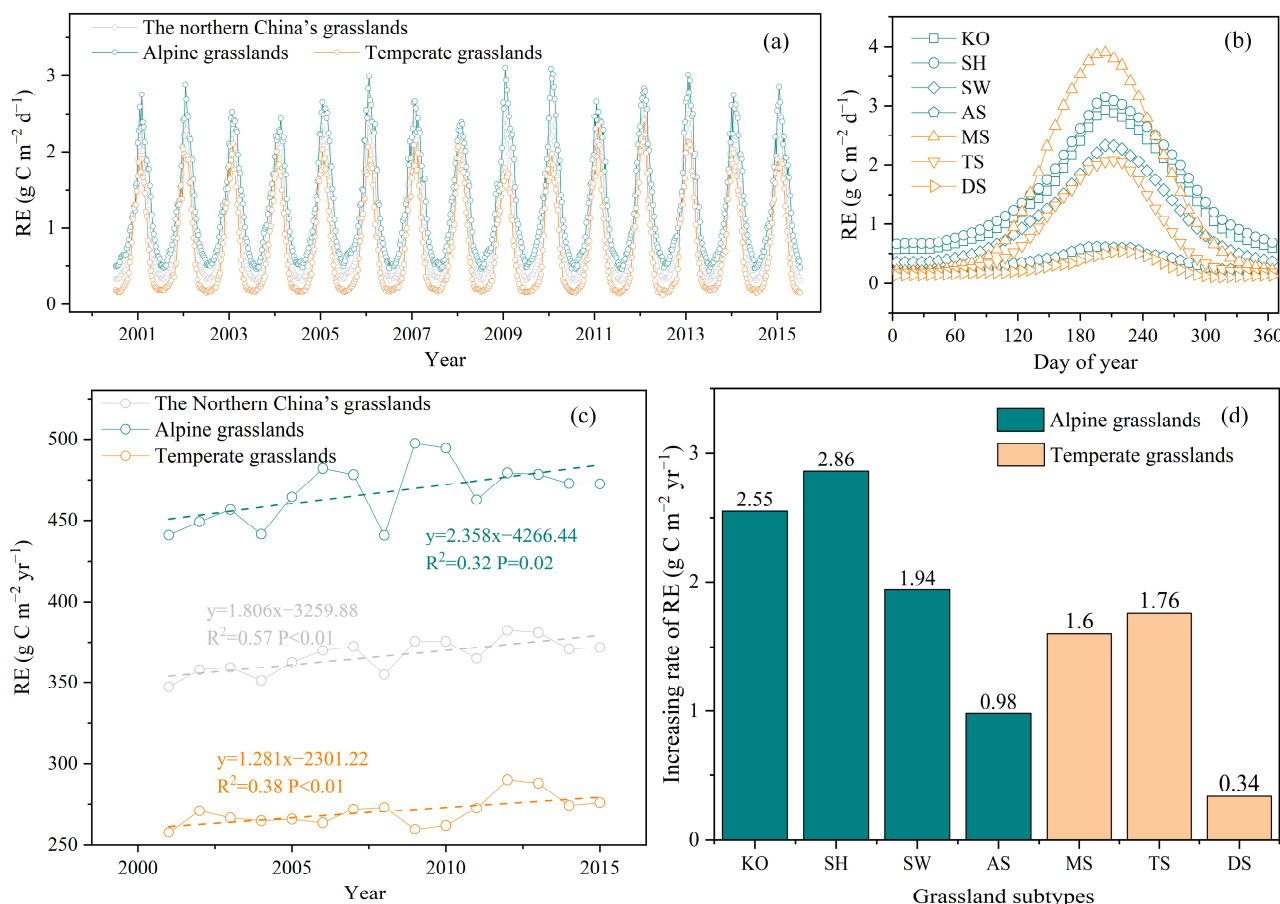 The northern China's grasslands
Alpine grasslands
Temperate grasslands
(a)
3
2
1
0
RE (g C m−2 d−1)
2001
2003
2005
2007
2009
2011
2013
2015
Year
KO
SH
SW
AS
MS
TS
DS
(b)
4
3
2
1
0
RE (g C m−2 d−1)
0
60
120
180
240
300
360
Day of year
The Northern China's grasslands
Alpine grasslands
Temperate grasslands
(c)
500
450
400
350
300
250
RE (g C m−2 yr−1)
y=2.358x−4266.44
R2=0.32 P=0.02
y=1.806x−3259.88
R2=0.57 P<0.01
y=1.281x−2301.22
R2=0.38 P<0.01
2000
2005
2010
2015
Year
Alpine grasslands
Temperate grasslands
(d)
3
2
1
0
Increasing rate of RE (g C m−2 yr−1)
2.55
2.86
1.94
0.98
1.6
1.76
0.34
KO
SH
SW
AS
MS
TS
DS
Grassland subtypes